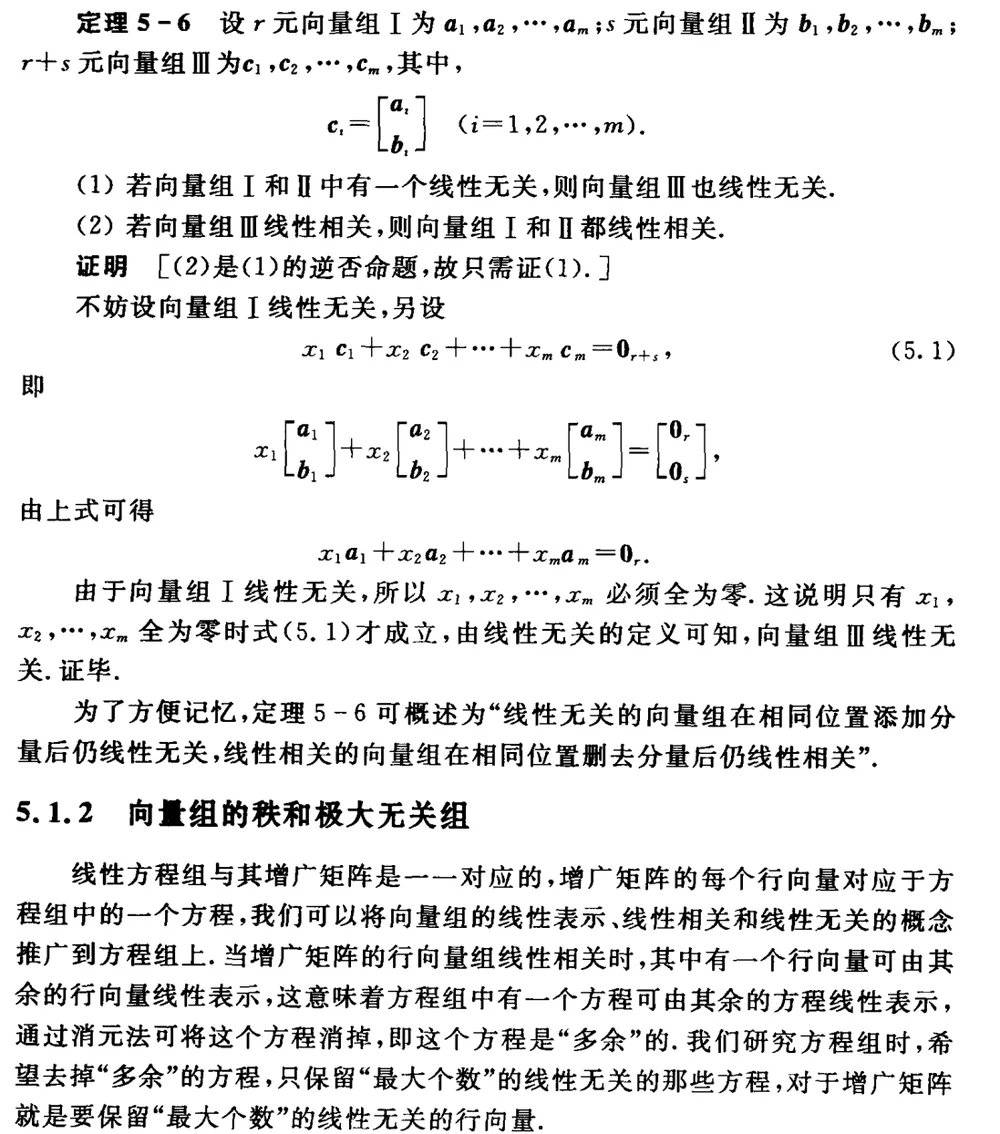 定理5-6 设 r 元向量组 Ⅰ 为 a₁,a₂,…,aₘ;s 元向量组 Ⅱ 为 b₁,b₂,…,bₘ;
r+s 元向量组 Ⅲ 为c₁,c₂,…,cₘ,其中,
cᵢ=[aᵢ bᵢ] (i=1,2,…,m).
(1) 若向量组 Ⅰ 和 Ⅱ 中有一个线性无关,则向量组 Ⅲ 也线性无关.
(2) 若向量组 Ⅲ 线性相关,则向量组 Ⅰ 和 Ⅱ 都线性相关.
证明 [(2)是(1)的逆否命题,故只需证(1).]
不妨设向量组 Ⅰ 线性无关,另设
x₁c₁+x₂c₂+…+xₘcₘ=0ᵣ₊ₛ, (5.1)
即
x₁[a₁ b₁]+x₂[a₂ b₂]+…+xₘ[aₘ bₘ]=[0ᵣ 0ₛ],
由上式可得
x₁a₁+x₂a₂+…+xₘaₘ=0ᵣ.
由于向量组 Ⅰ 线性无关,所以 x₁,x₂,…,xₘ 必须全为零.这说明只有 x₁,
x₂,…,xₘ 全为零时式(5.1)才成立,由线性无关的定义可知,向量组 Ⅲ 线性无
关.证毕.
为了方便记忆,定理 5-6 可概述为“线性无关的向量组在相同位置添加分
量后仍线性无关,线性相关的向量组在相同位置删去分量后仍线性相关”.
5.1.2 向量组的秩和极大无关组
线性方程组与其增广矩阵是一一对应的,增广矩阵的每个行向量对应于方
程组中的一个方程,我们可以将向量组的线性表示、线性相关和线性无关的概念
推广到方程组上.当增广矩阵的行向量组线性相关时,其中有一个行向量可由其
余的行向量线性表示,这意味着方程组中有一个方程可由其余的方程线性表示,
通过消元法可将这个方程消掉,即这个方程是“多余”的.我们研究方程组时,希
望去掉“多余”的方程,只保留“最大个数”的线性无关的那些方程,对于增广矩阵
就是要保留“最大个数”的线性无关的行向量.